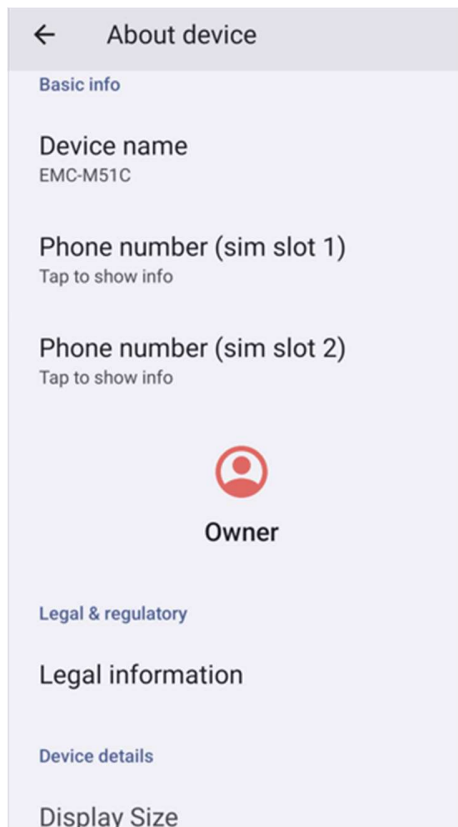 About device
Basic info
Device name
EMC-M51C
Phone number (sim slot 1)
Tap to show info
Phone number (sim slot 2)
Tap to show info
Owner
Legal & regulatory
Legal information
Device details
Display Size